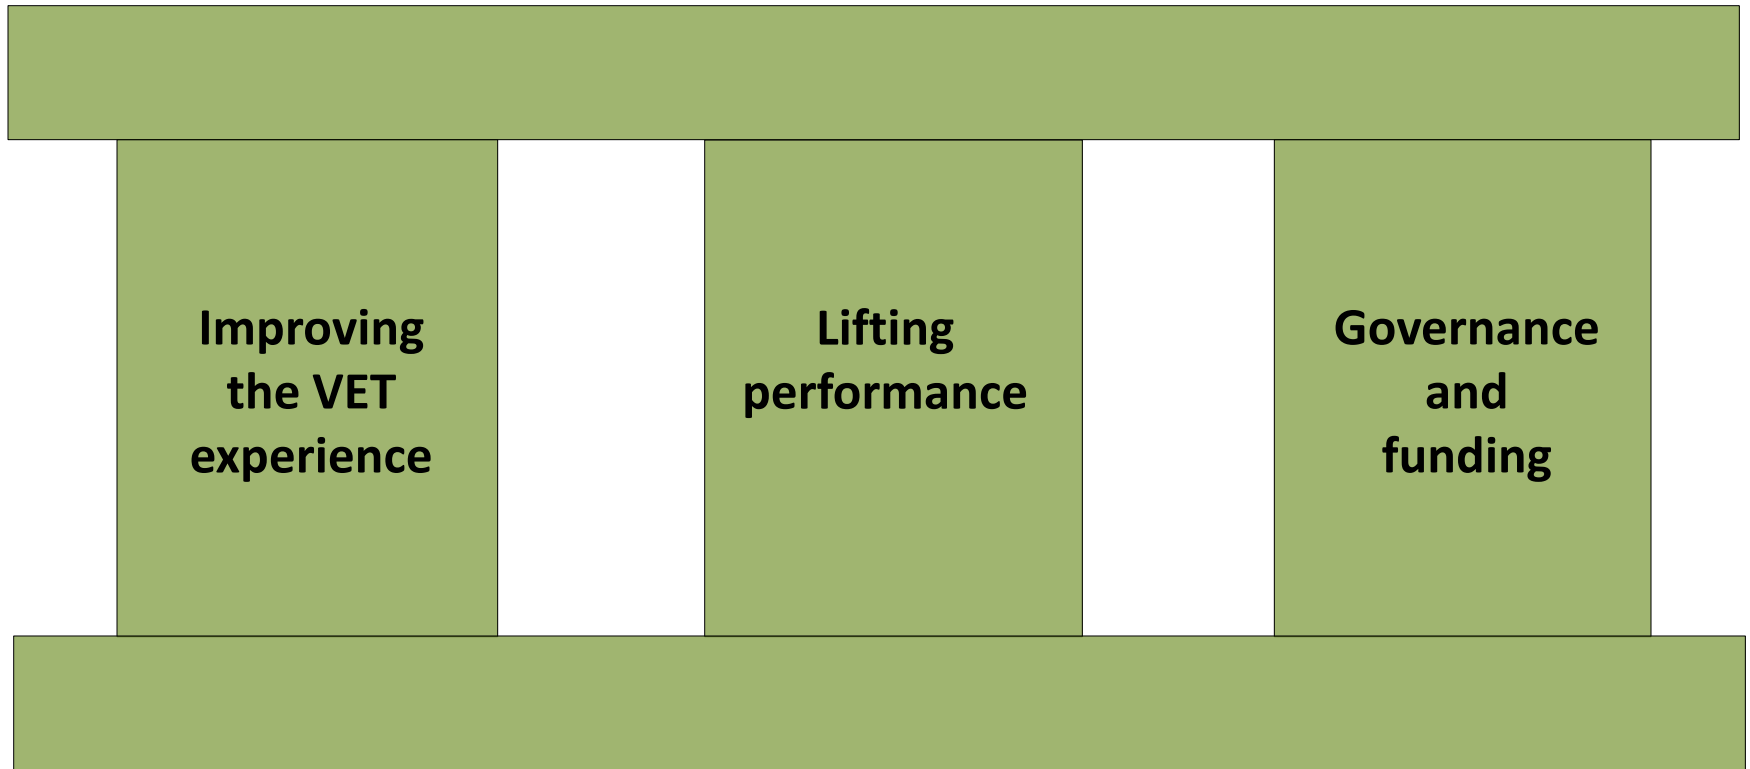 Improving
the VET
experience
Lifting
performance
Governance
and
funding